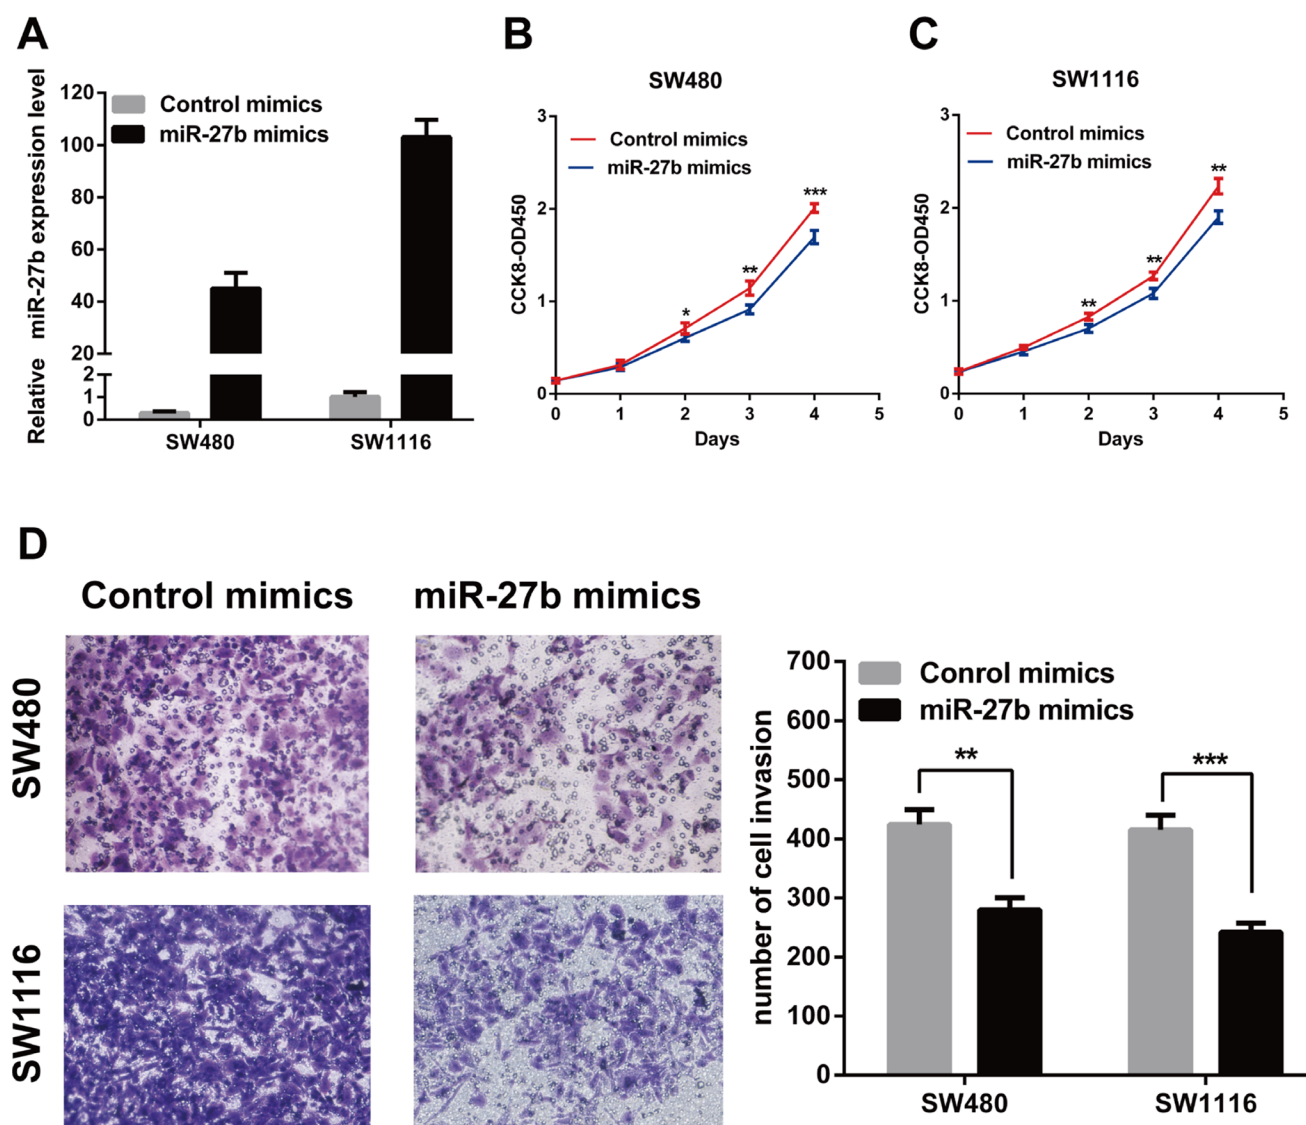 A
Relative miR-27b expression level
120
100
80
60
40
20
2
1
0
Control mimics
miR-27b mimics
SW480
SW1116
B
SW480
CCK8-OD450
3
2
1
0
Control mimics
miR-27b mimics
*
**
***
0 1 2 3 4 5
Days
C
SW1116
CCK8-OD450
3
2
1
0
Control mimics
miR-27b mimics
**
**
**
0 1 2 3 4 5
Days
D
Control mimics
miR-27b mimics
SW480
SW1116
number of cell invasion
700
600
500
400
300
200
100
0
Conrol mimics
miR-27b mimics
**
***
SW480
SW1116